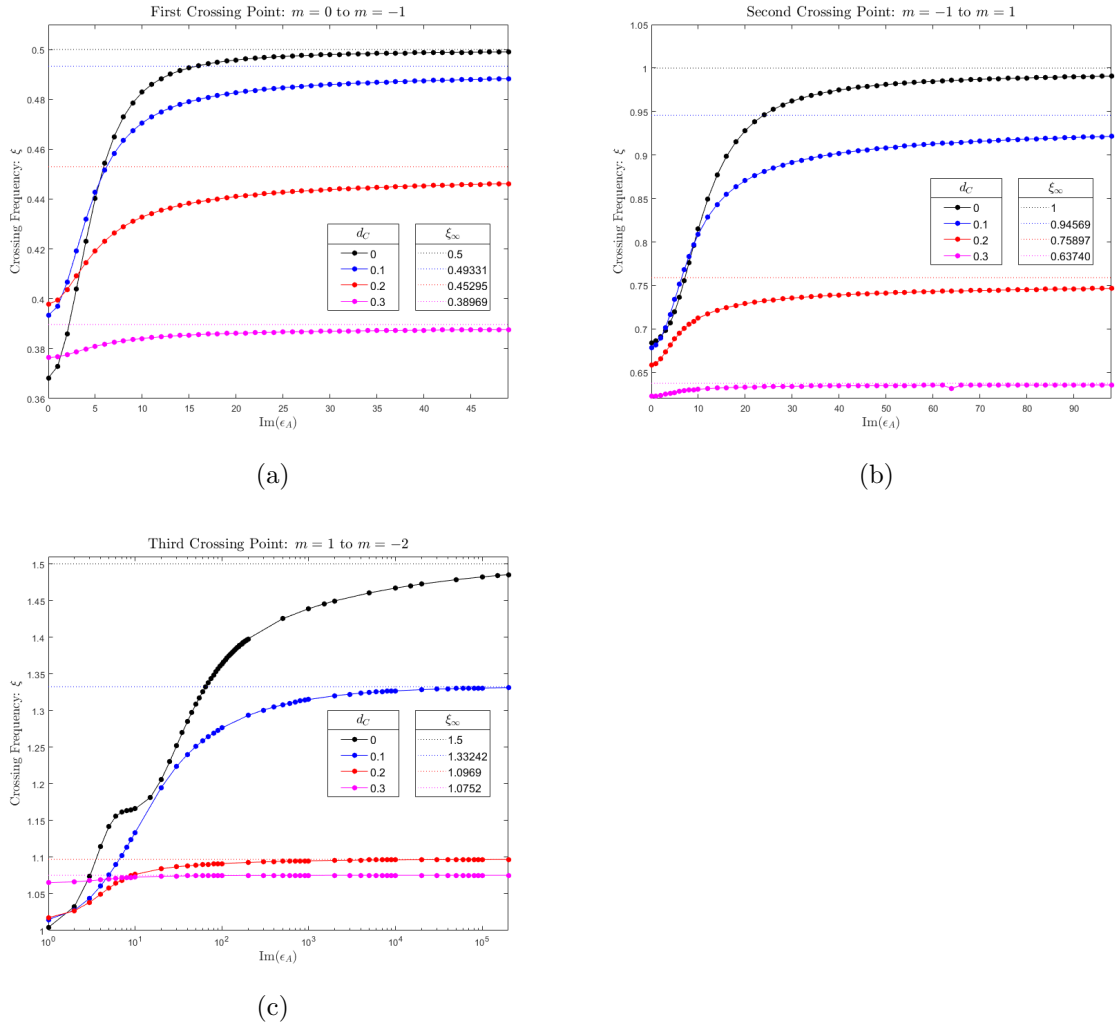 First Crossing Point: m = 0 to m = −1
Crossing Frequency: ξ
0.5
0.48
0.46
0.44
0.42
0.4
0.38
0.36
d_C ξ_∞
0 0.5
0.1 0.49331
0.2 0.45295
0.3 0.38969
0 5 10 15 20 25 30 35 40 45
Im(ϵ_A)
(a)
Second Crossing Point: m = −1 to m = 1
Crossing Frequency: ξ
1.05
1
0.95
0.9
0.85
0.8
0.75
0.7
0.65
d_C ξ_∞
0 1
0.1 0.94569
0.2 0.75897
0.3 0.63740
0 10 20 30 40 50 60 70 80 90
Im(ϵ_A)
(b)
Third Crossing Point: m = 1 to m = −2
Crossing Frequency: ξ
1.5
1.45
1.4
1.35
1.3
1.25
1.2
1.15
1.1
1.05
1
d_C ξ_∞
0 1.5
0.1 1.33242
0.2 1.0969
0.3 1.0752
10^0 10^1 10^2 10^3 10^4 10^5
Im(ϵ_A)
(c)